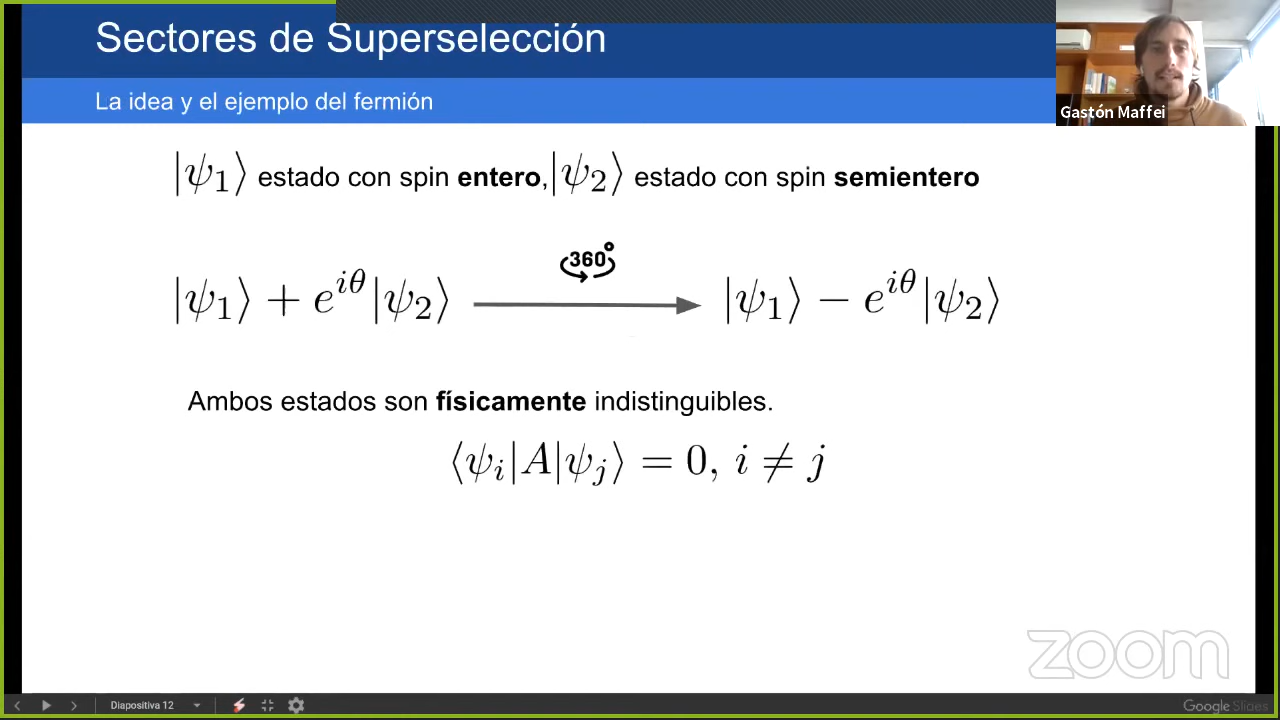 Sectores de Superselección
La idea y el ejemplo del fermión
Gastón Maffei
|ψ₁⟩ estado con spin entero, |ψ₂⟩ estado con spin semientero
360°
|ψ₁⟩ + e^{iθ}|ψ₂⟩ |ψ₁⟩ − e^{iθ}|ψ₂⟩
Ambos estados son físicamente indistinguibles.
⟨ψᵢ|A|ψⱼ⟩ = 0, i ≠ j
zoom
Diapositiva 12
Google Slides